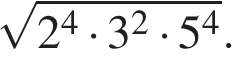 √(2⁴ · 3² · 5⁴).